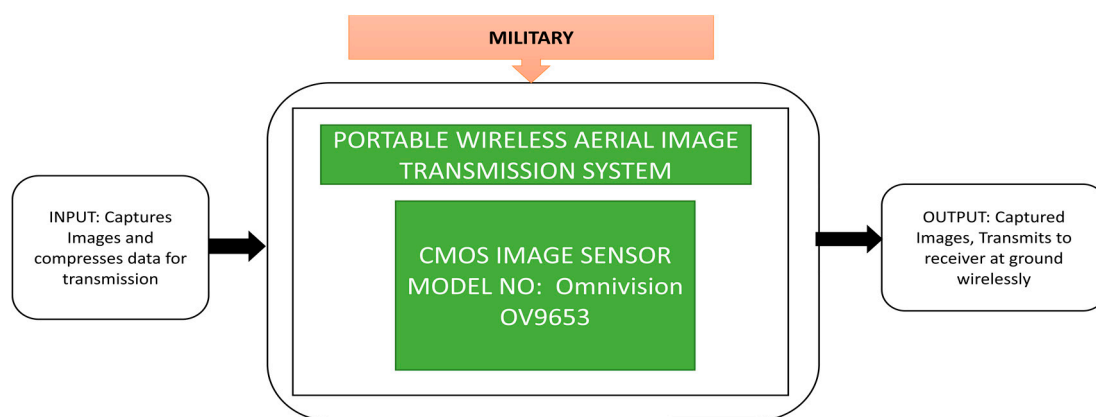 MILITARY
PORTABLE WIRELESS AERIAL IMAGE
TRANSMISSION SYSTEM
INPUT: Captures
Images and
compresses data for
transmission
CMOS IMAGE SENSOR
MODEL NO:  Omnivision
OV9653
OUTPUT: Captured
Images, Transmits to
receiver at ground
wirelessly